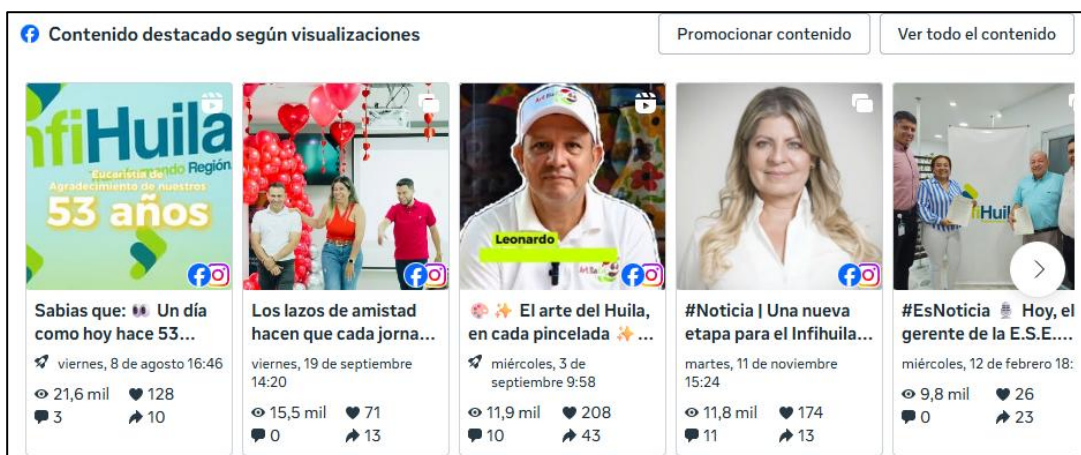 Contenido destacado según visualizaciones
Promocionar contenido
Ver todo el contenido
nfiHuila
Región
Eucaristía de
Agradecimiento de nuestros
53 años
Sabias que: 👀 Un día
como hoy hace 53...
viernes, 8 de agosto 16:46
21,6 mil 128
3 10
Los lazos de amistad
hacen que cada jorna...
viernes, 19 de septiembre
14:20
15,5 mil 71
0 13
Leonardo
🎨 ✨ El arte del Huila,
en cada pincelada ✨ ...
miércoles, 3 de
septiembre 9:58
11,9 mil 208
10 43
#Noticia | Una nueva
etapa para el Infihuila...
martes, 11 de noviembre
15:24
11,8 mil 174
11 13
fiHuil
#EsNoticia 🎙 Hoy, el
gerente de la E.S.E....
miércoles, 12 de febrero 18:
9,8 mil 26
0 23